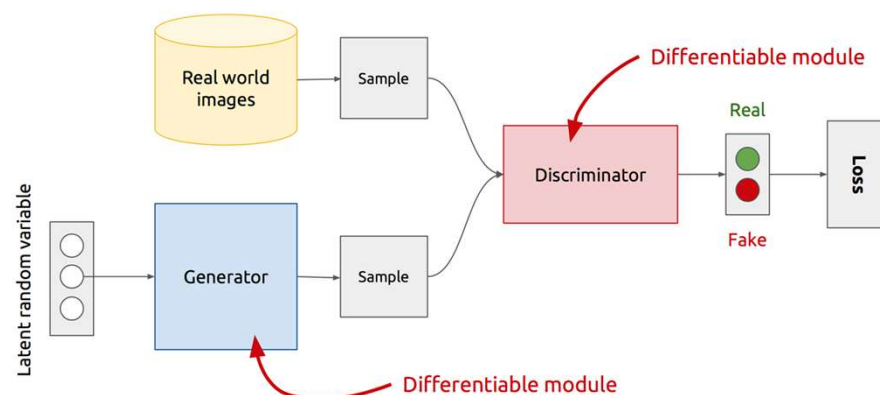 Differentiable module
Real world
images
Sample
Real
Discriminator
Loss
Fake
Latent random variable
Generator
Sample
Differentiable module